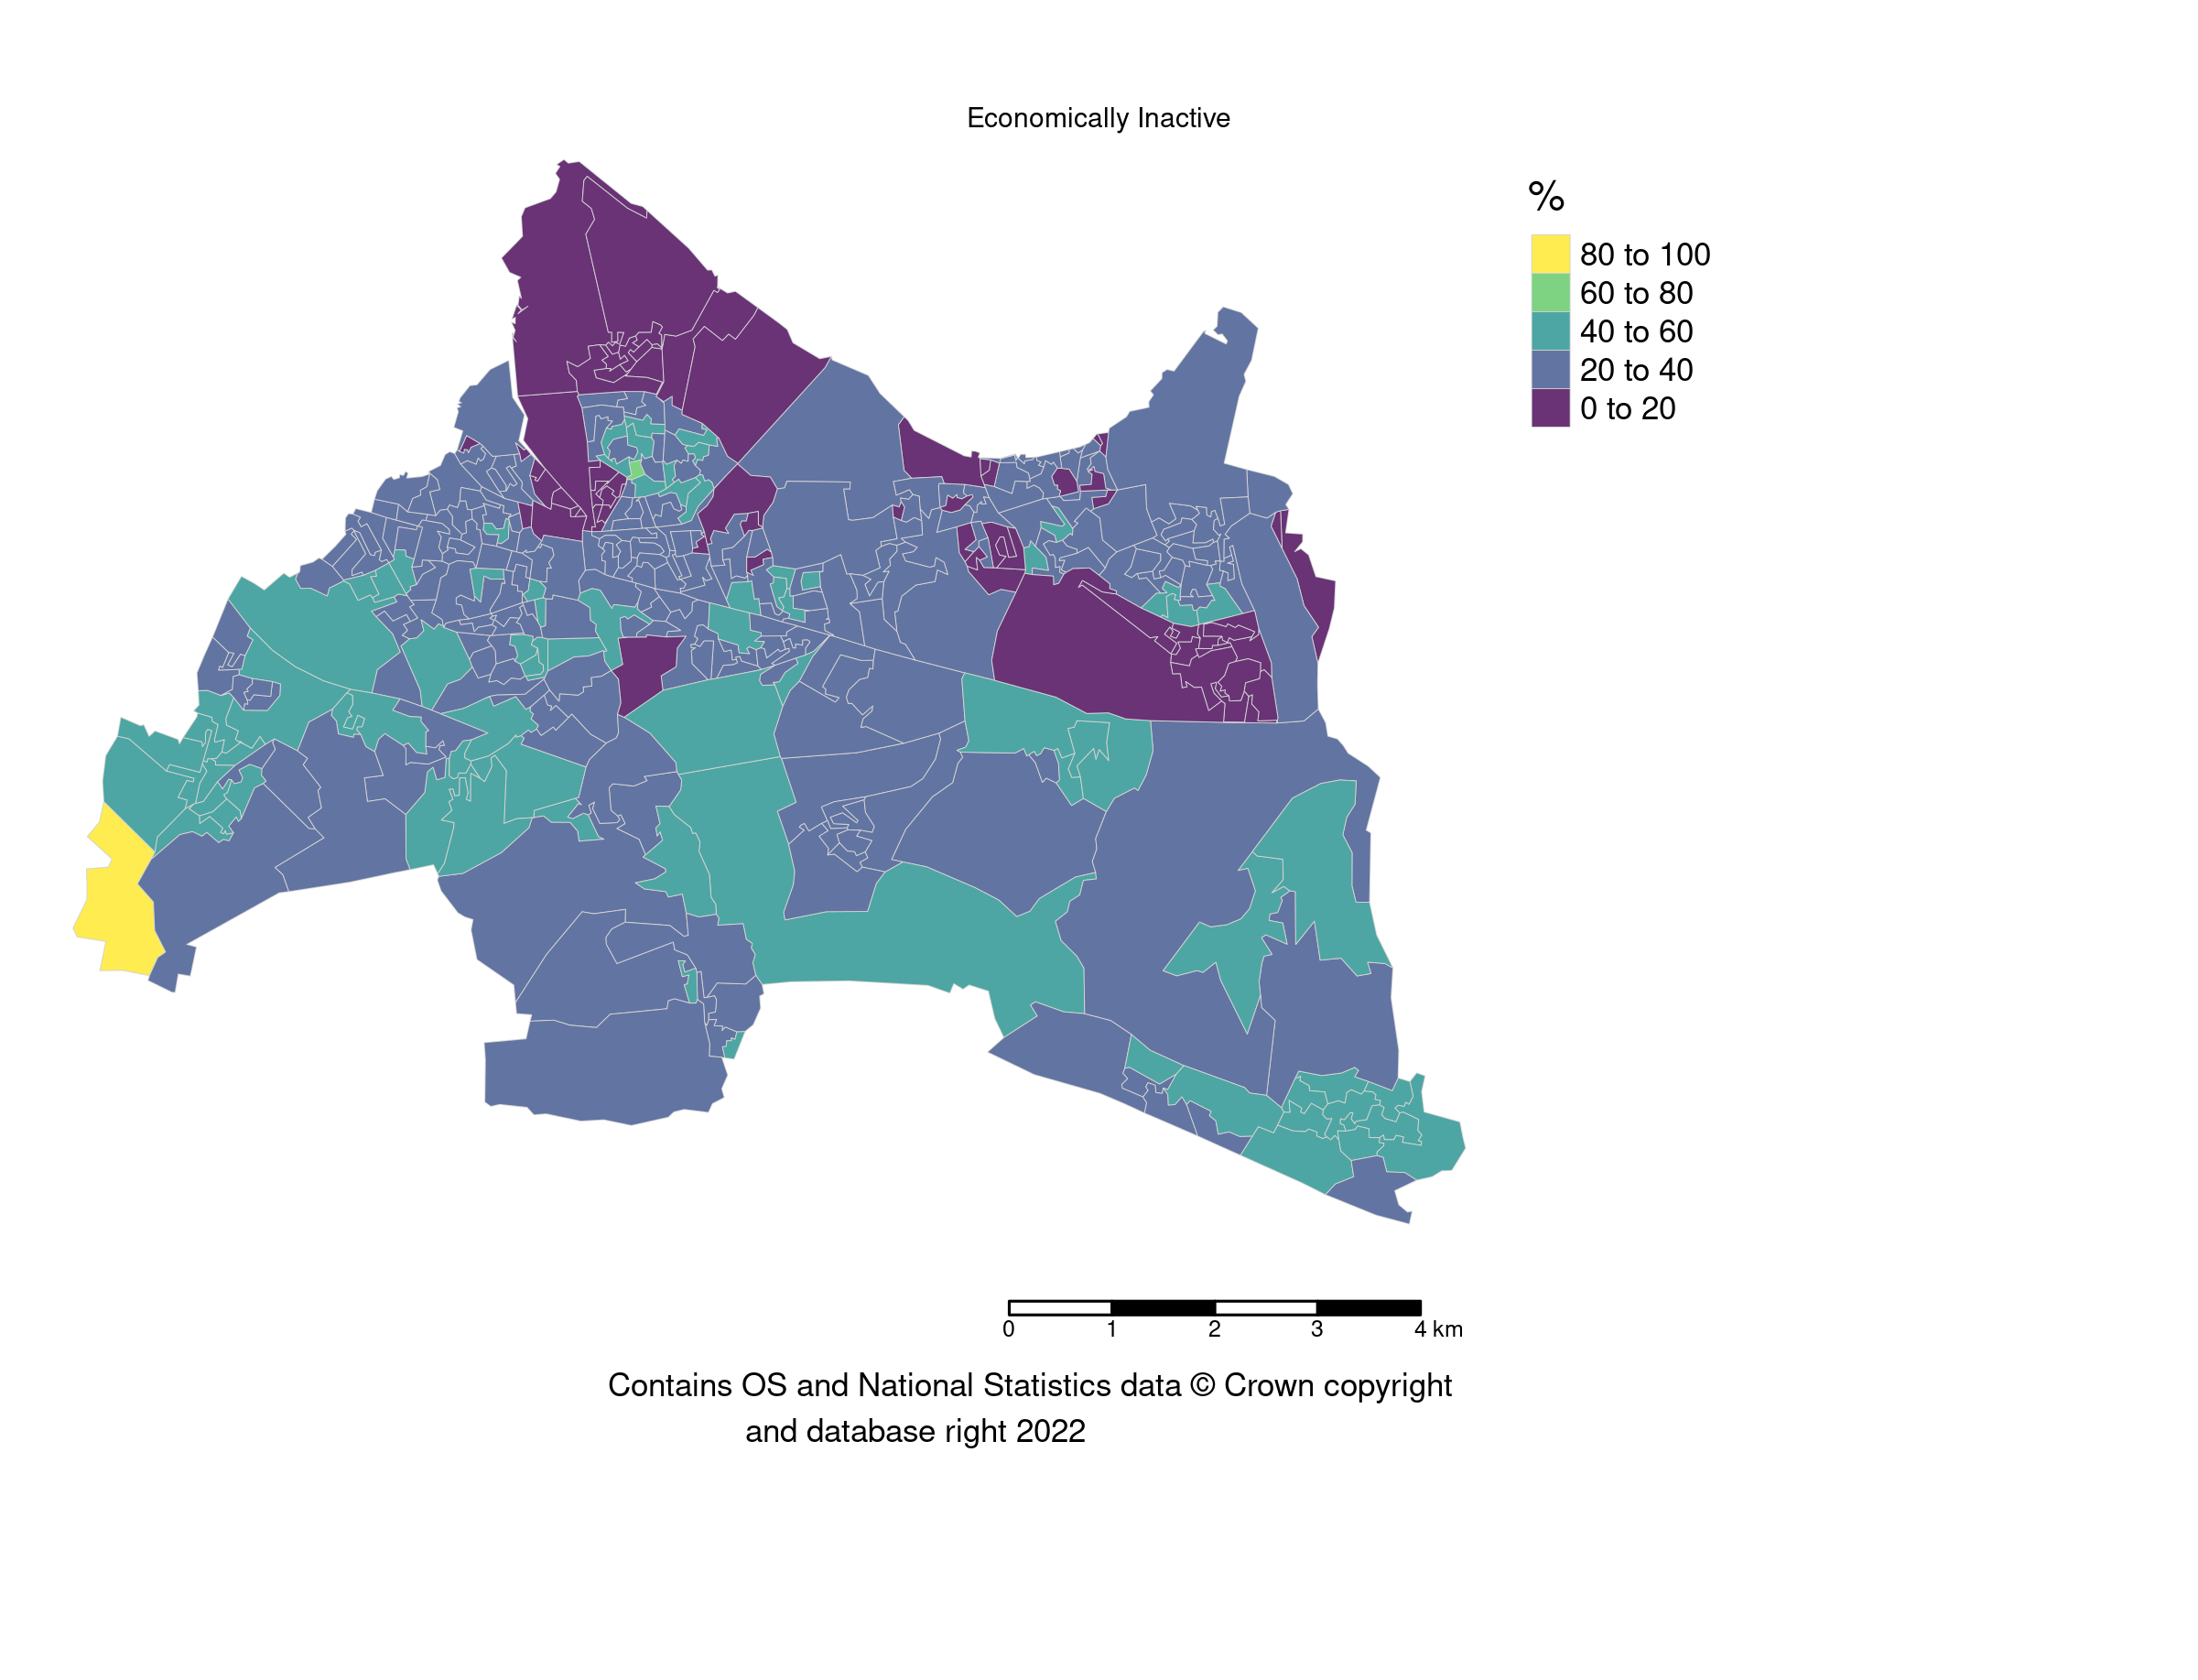 Economically Inactive
%
80 to 100
60 to 80
40 to 60
20 to 40
0 to 20
0 1 2 3 4 km
Contains OS and National Statistics data © Crown copyright
and database right 2022